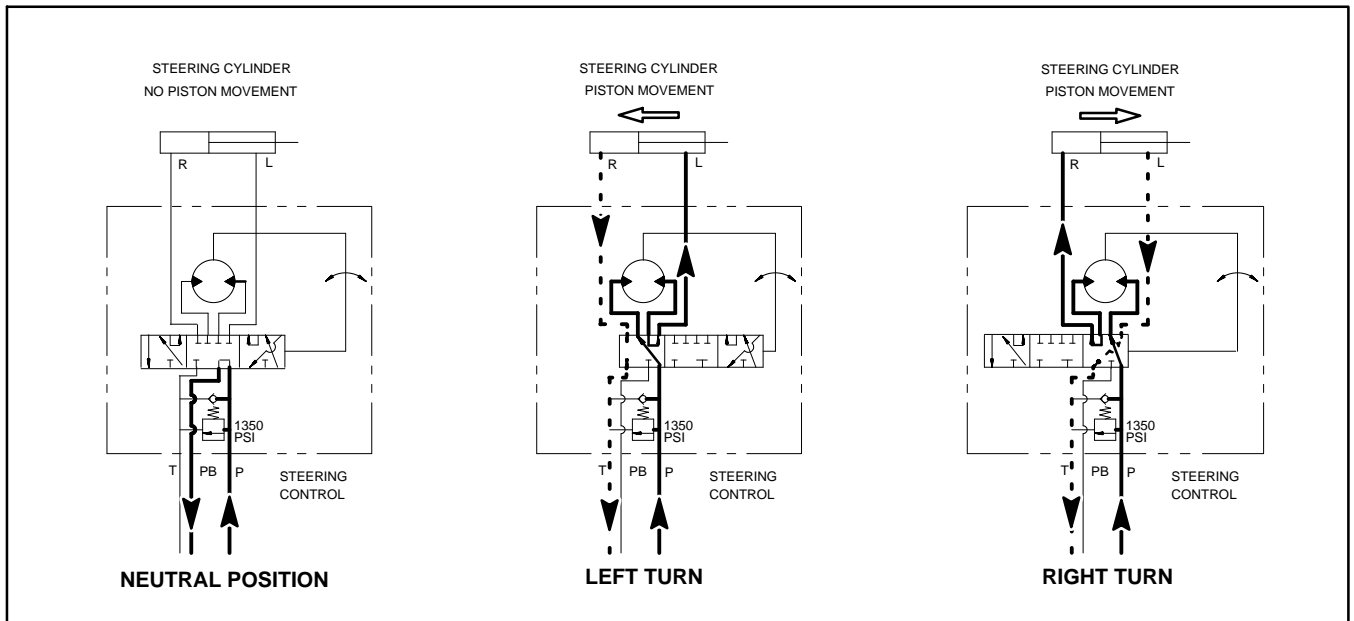 STEERING CYLINDER
NO PISTON MOVEMENT
R
L
1350
PSI
T
PB
P
STEERING
CONTROL
NEUTRAL POSITION
STEERING CYLINDER
PISTON MOVEMENT
R
L
1350
PSI
T
PB
P
STEERING
CONTROL
LEFT TURN
STEERING CYLINDER
PISTON MOVEMENT
R
L
1350
PSI
T
PB
P
STEERING
CONTROL
RIGHT TURN